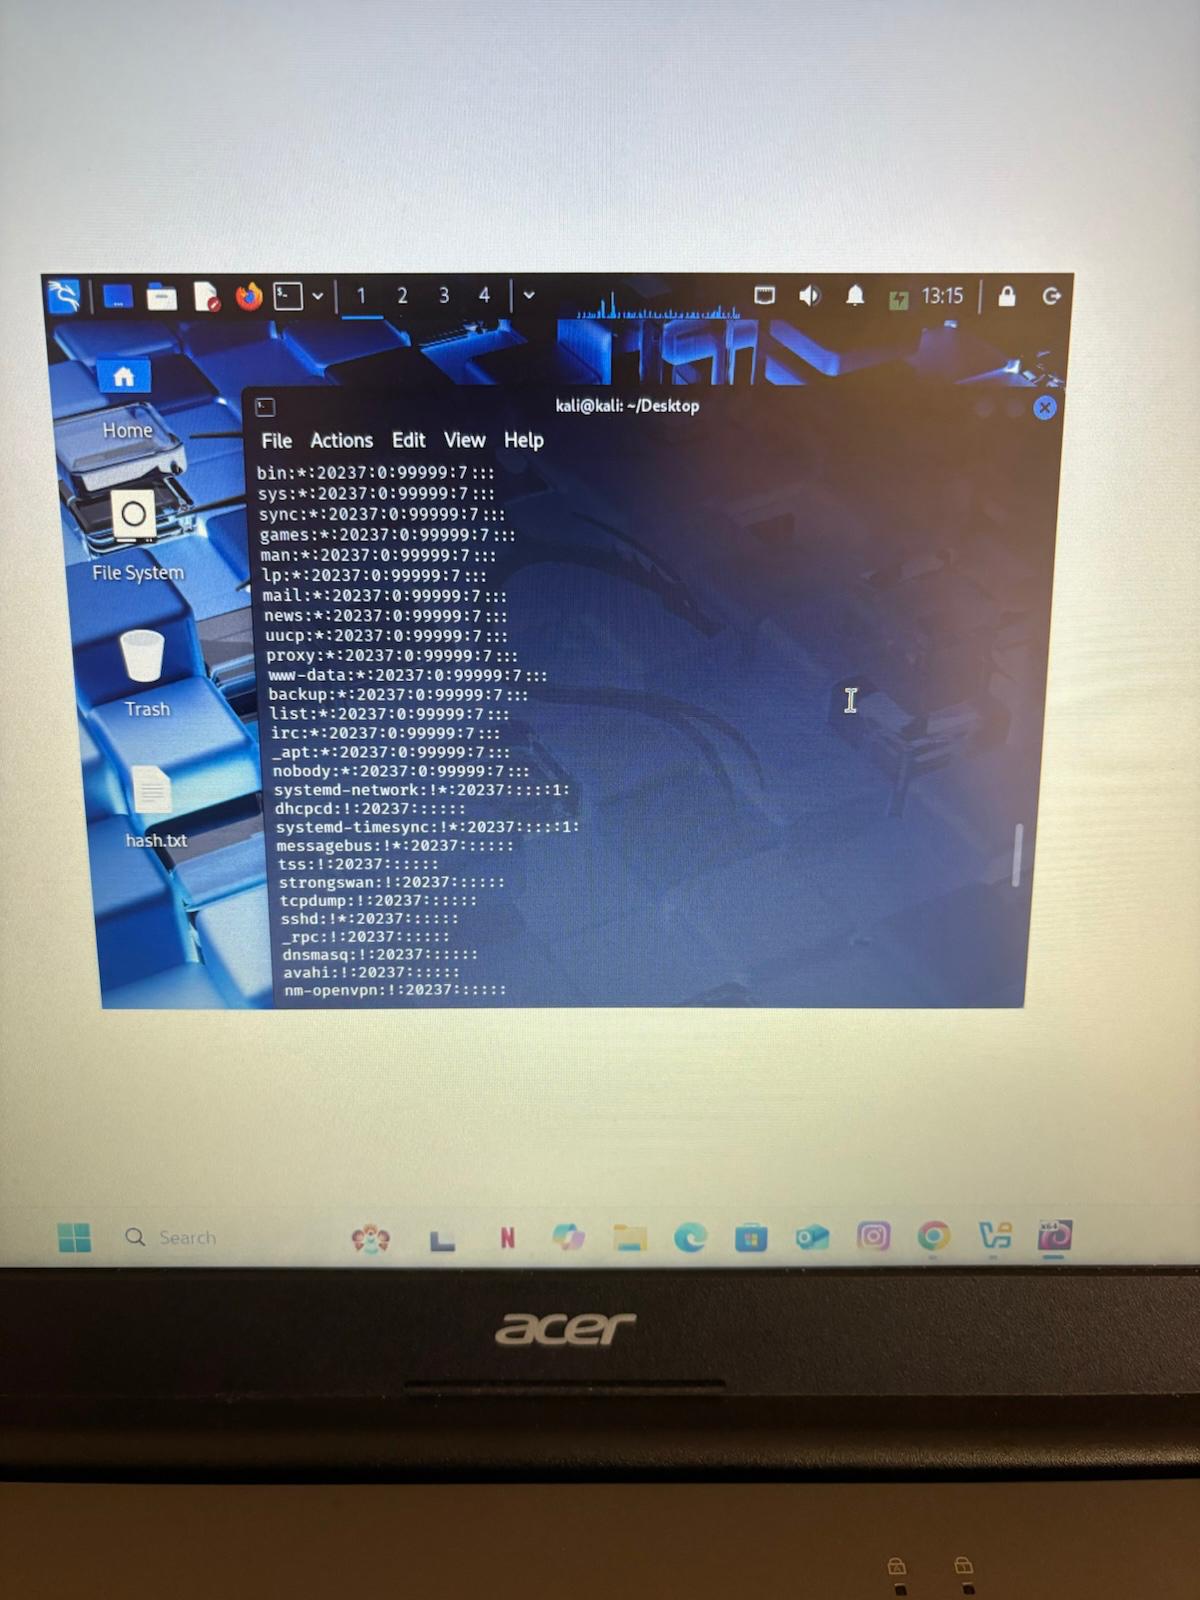 1 2 3 4 13:15
kali@kali: ~/Desktop
File Actions Edit View Help
Home
File System
Trash
hash.txt
bin:*:20237:0:99999:7:::
sys:*:20237:0:99999:7:::
sync:*:20237:0:99999:7:::
games:*:20237:0:99999:7:::
man:*:20237:0:99999:7:::
lp:*:20237:0:99999:7:::
mail:*:20237:0:99999:7:::
news:*:20237:0:99999:7:::
uucp:*:20237:0:99999:7:::
proxy:*:20237:0:99999:7:::
www-data:*:20237:0:99999:7:::
backup:*:20237:0:99999:7:::
list:*:20237:0:99999:7:::
irc:*:20237:0:99999:7:::
_apt:*:20237:0:99999:7:::
nobody:*:20237:0:99999:7:::
systemd-network:!*:20237:::::1:
dhcpcd:!:20237::::::
systemd-timesync:!*:20237:::::1:
messagebus:!*:20237::::::
tss:!:20237::::::
strongswan:!:20237::::::
tcpdump:!:20237::::::
sshd:!*:20237::::::
_rpc:!:20237::::::
dnsmasq:!:20237::::::
avahi:!:20237::::::
nm-openvpn:!:20237::::::
Search
N
x64
acer